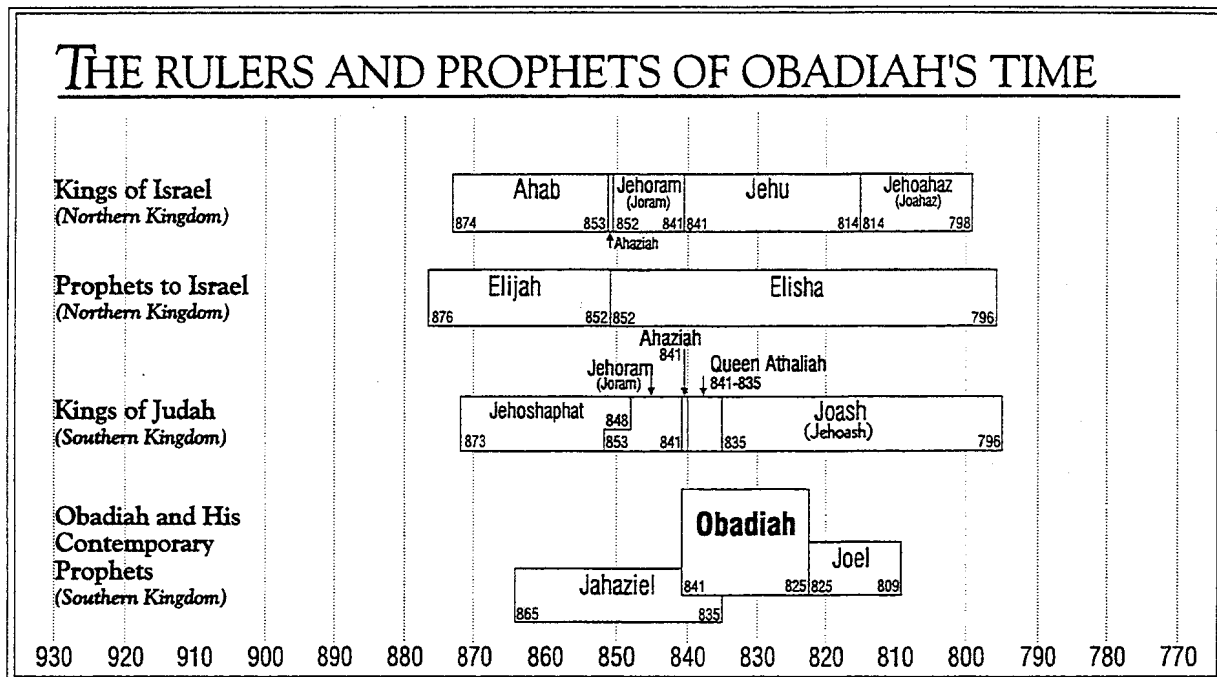 THE RULERS AND PROPHETS OF OBADIAH'S TIME
Kings of Israel
(Northern Kingdom)
Ahab
874 853
Jehoram
(Joram)
852 841
Jehu
841 814
Jehoahaz
(Joahaz)
814 798
Ahaziah
Prophets to Israel
(Northern Kingdom)
Elijah
876 852
Elisha
852 796
Ahaziah
841
Jehoram
(Joram)
Queen Athaliah
841-835
Kings of Judah
(Southern Kingdom)
Jehoshaphat
848
873 853 841
Joash
(Jehoash)
835 796
Obadiah and His
Contemporary
Prophets
(Southern Kingdom)
Obadiah
841 825
Joel
825 809
Jahaziel
865 835
930 920 910 900 890 880 870 860 850 840 830 820 810 800 790 780 770